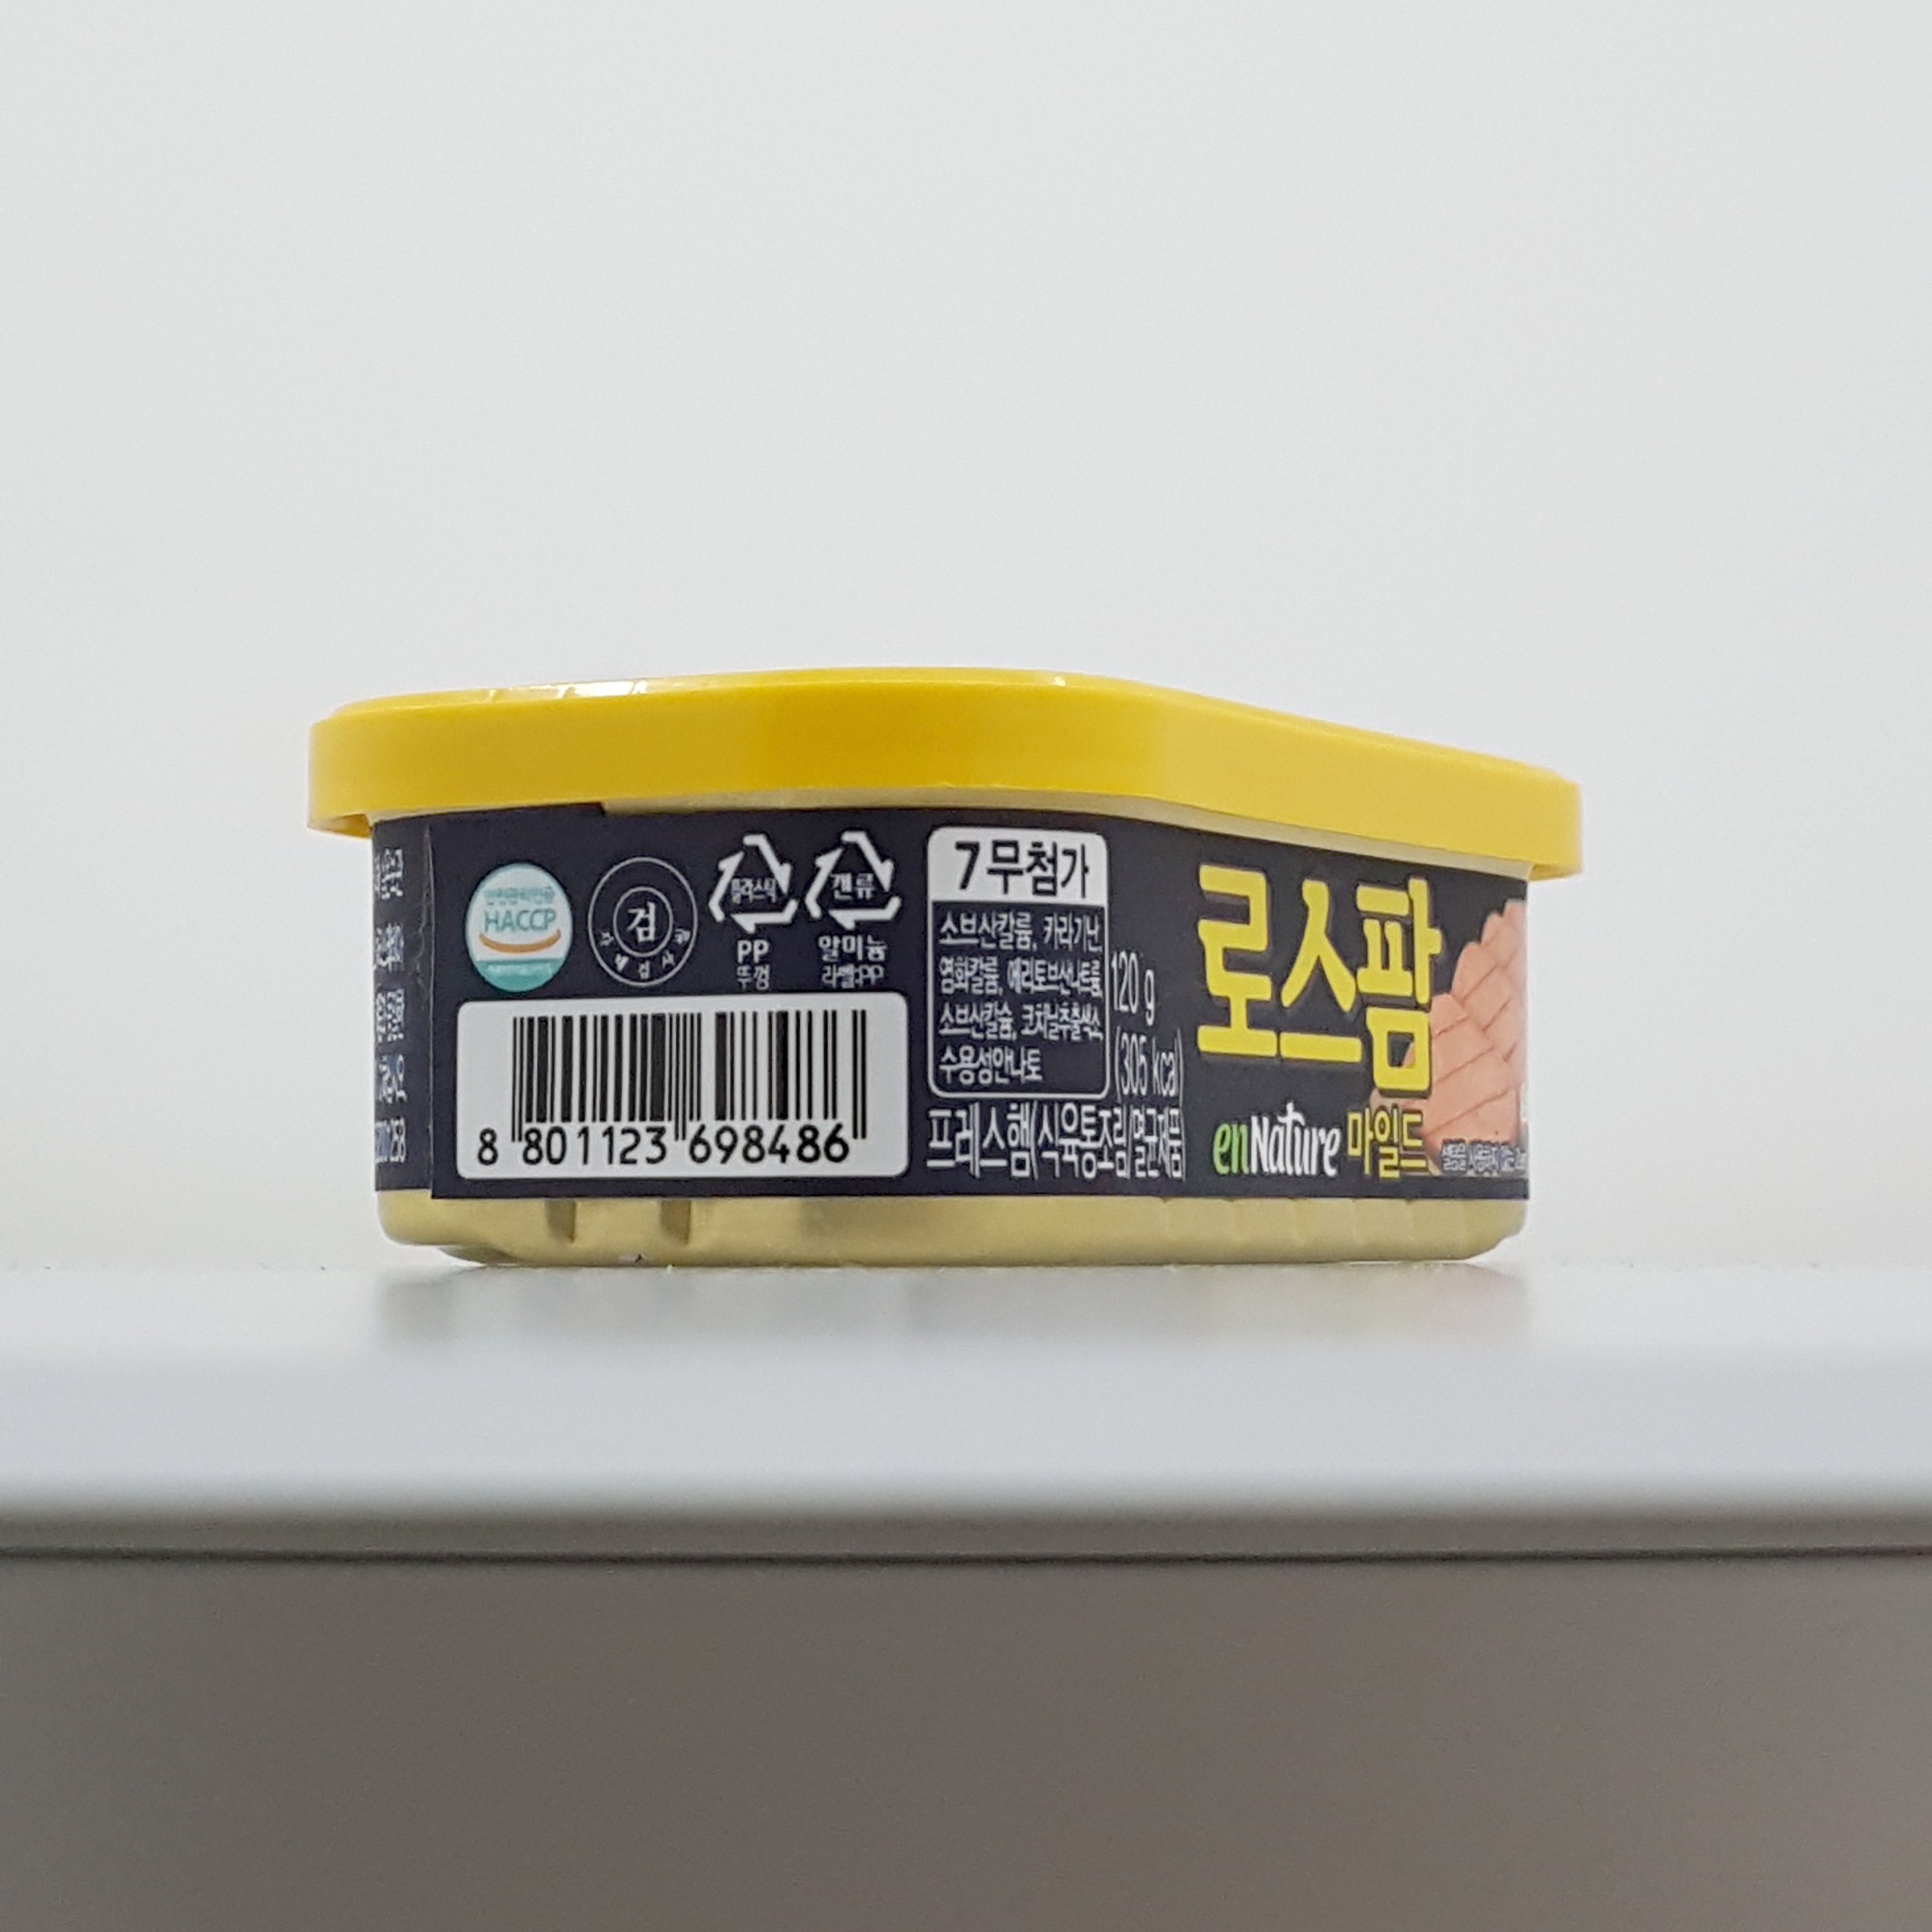 HACCP
검
플라스틱
PP
뚜껑
캔류
알미늄
라벨:PP
8 801123 698486
7무첨가
소브산칼륨, 카라기난,
염화칼륨, 에리토브산나트륨,
소브산칼슘, 코치닐추출색소,
수용성안나토
120 g
(305 kcal)
프레스햄(식육통조림/멸균제품)
로스팜
enNature 마일드